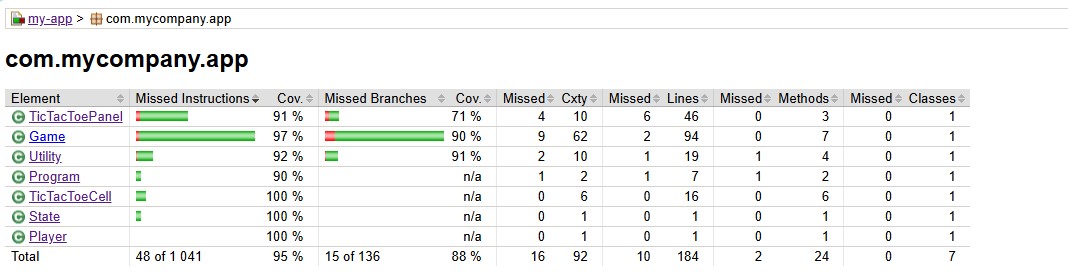 my-app > com.mycompany.app
com.mycompany.app
Element Missed Instructions Cov. Missed Branches Cov. Missed Cxty Missed Lines Missed Methods Missed Classes
TicTacToePanel 91 % 71 % 4 10 6 46 0 3 0 1
Game 97 % 90 % 9 62 2 94 0 7 0 1
Utility 92 % 91 % 2 10 1 19 1 4 0 1
Program 90 % n/a 1 2 1 7 1 2 0 1
TicTacToeCell 100 % n/a 0 6 0 16 0 6 0 1
State 100 % n/a 0 1 0 1 0 1 0 1
Player 100 % n/a 0 1 0 1 0 1 0 1
Total 48 of 1 041 95 % 15 of 136 88 % 16 92 10 184 2 24 0 7